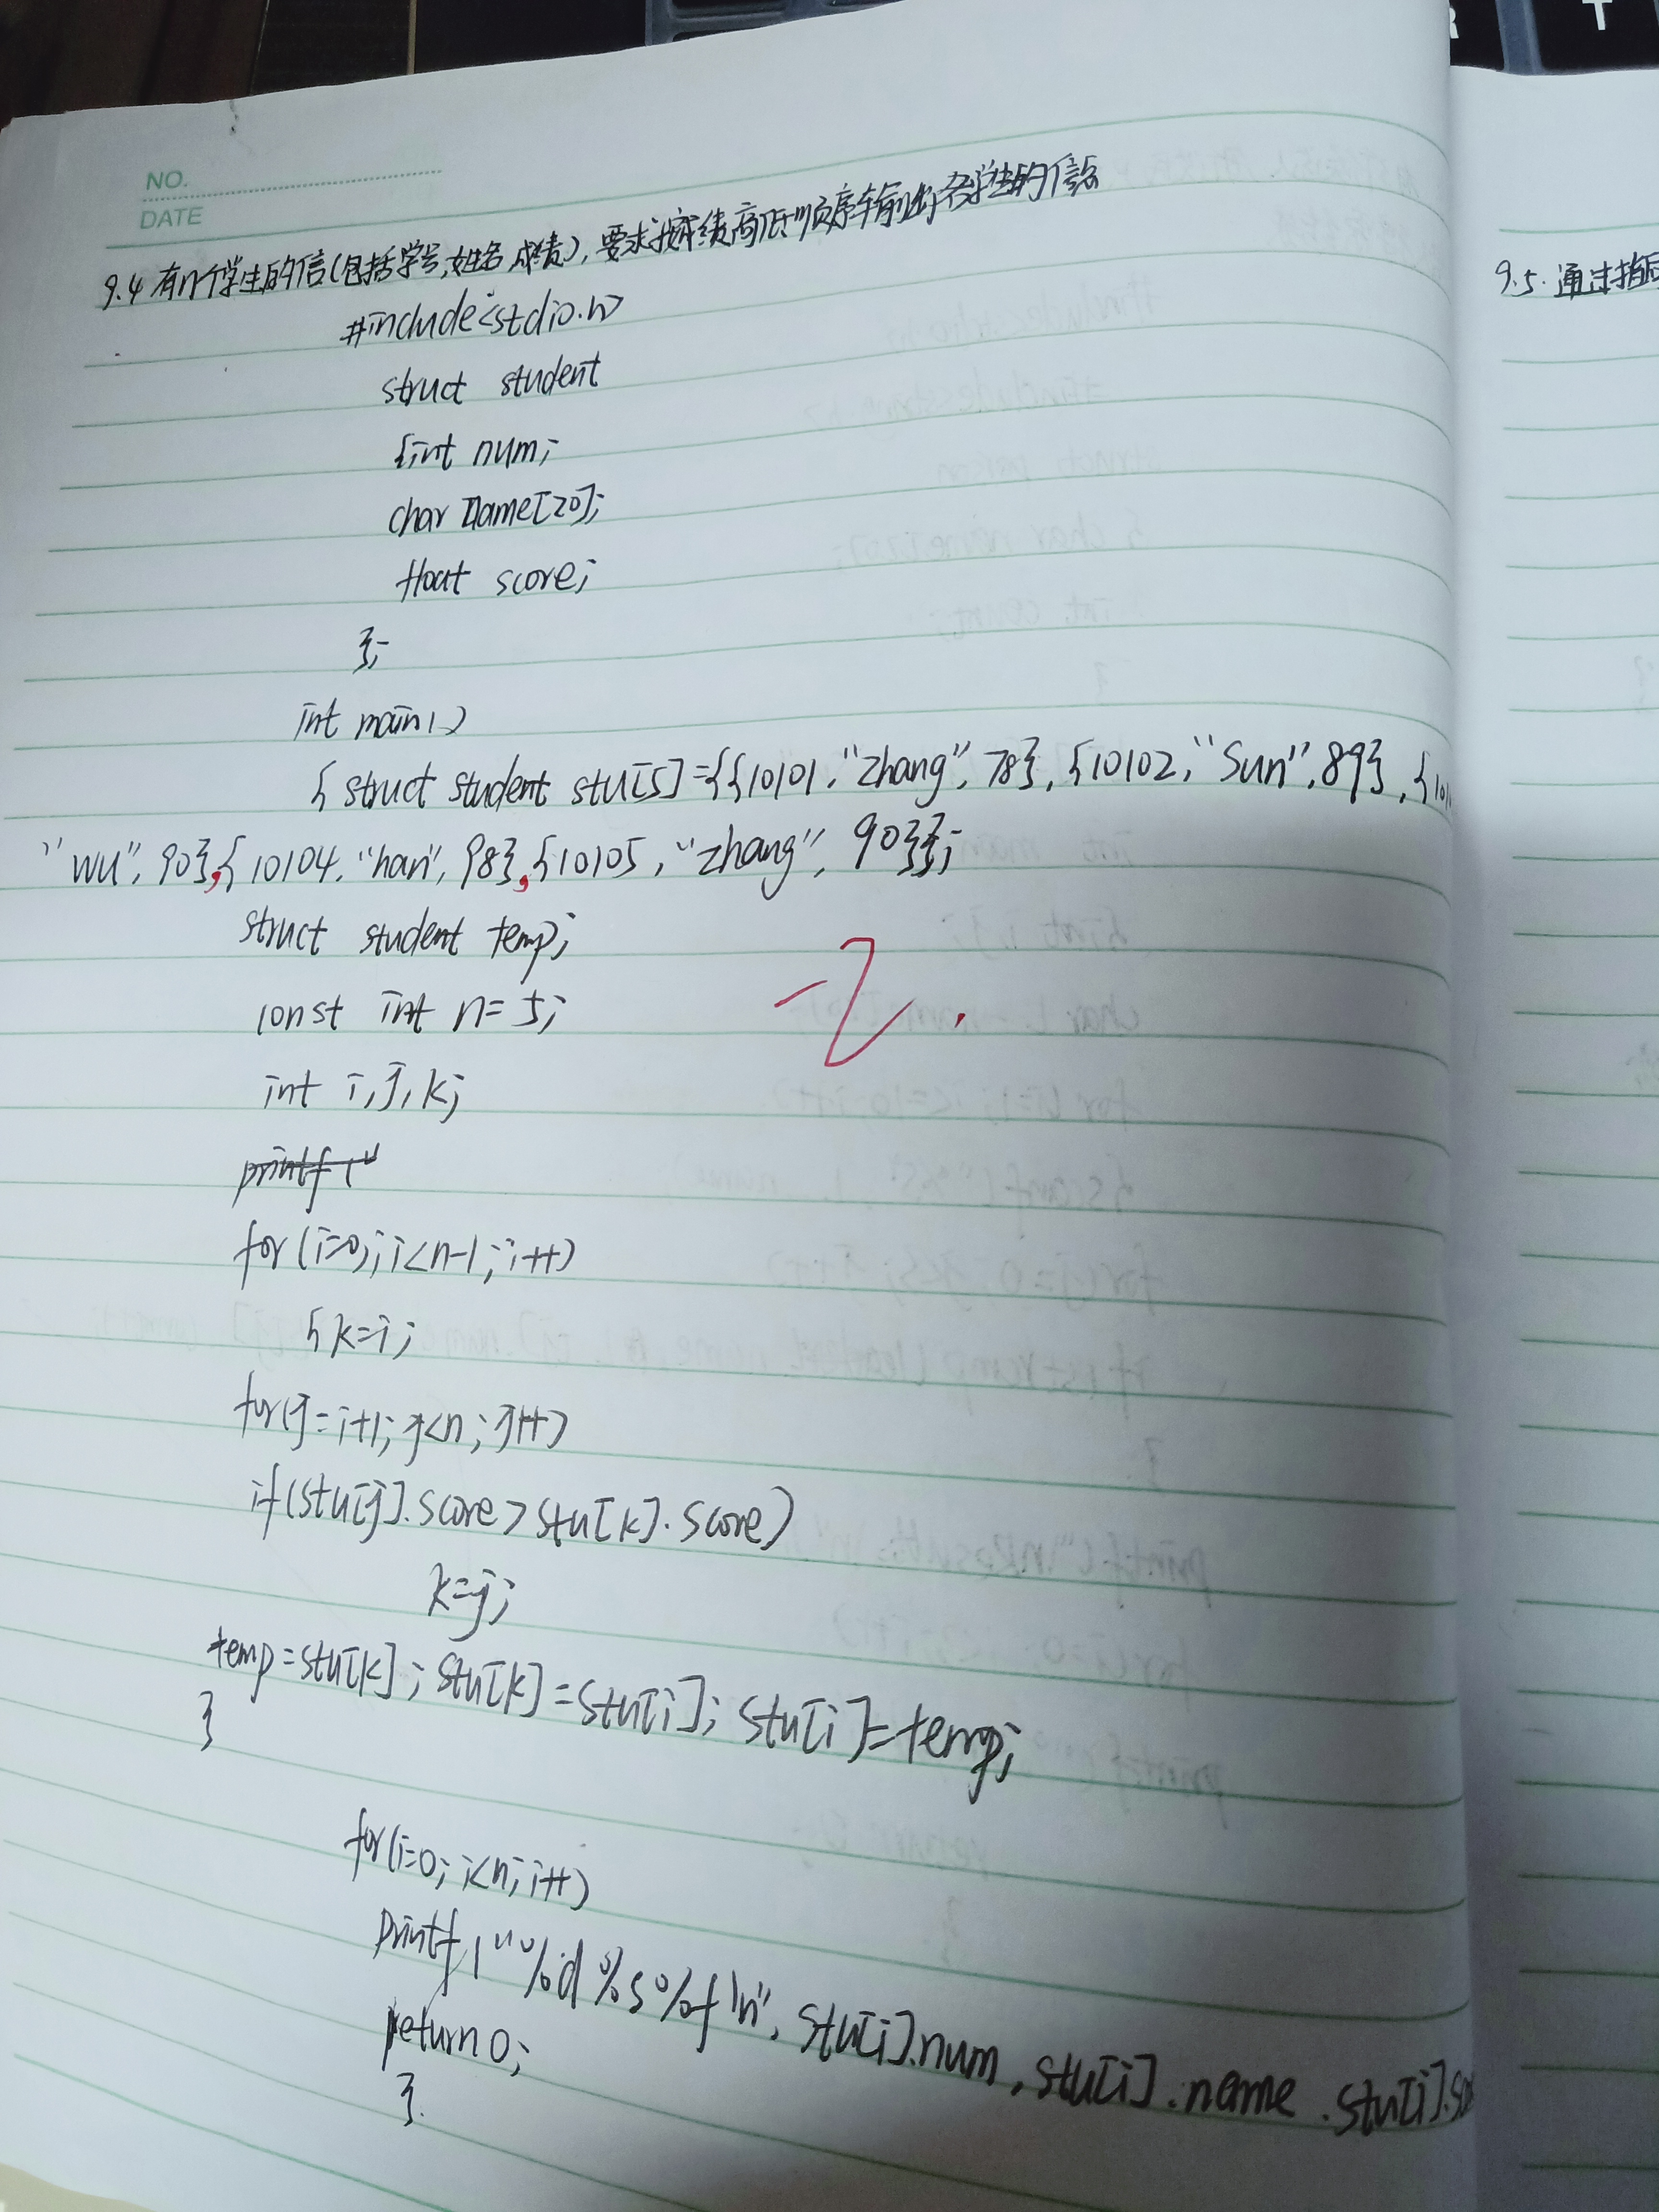 NO.
DATE
9.4 有n个学生的信(包括学号,姓名,成绩),要求按成绩高低顺序输出各学生的信息
#include<stdio.h>
struct student
{int num;
char name[20];
float score;
};
int main()
{ struct student stu[5]={{10101,"zhang",78},{10102,"Sun",89},{101
"wu",90},{10104,"han",98},{10105,"zhang",90}};
struct student temp;
const int n=5;
int i,j,k;
printf("
for(i=0;i<n-1;i++)
{k=i;
for(j=i+1;j<n;j++)
if(stu[j].score>stu[k].score)
k=j;
temp=stu[k];stu[k]=stu[i];stu[i]=temp;
}
for(i=0;i<n;i++)
printf("%d%s%f\n",stu[i].num,stu[i].name.stu[i].sco
return 0;
}.
-2.
9.5.通过指
R
T